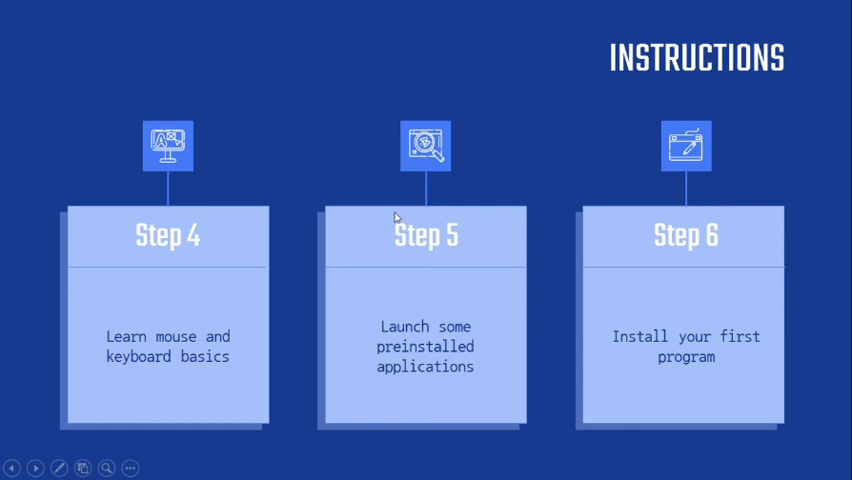 INSTRUCTIONS
Step 4
Learn mouse and
keyboard basics
Step 5
Launch some
preinstalled
applications
Step 6
Install your first
program